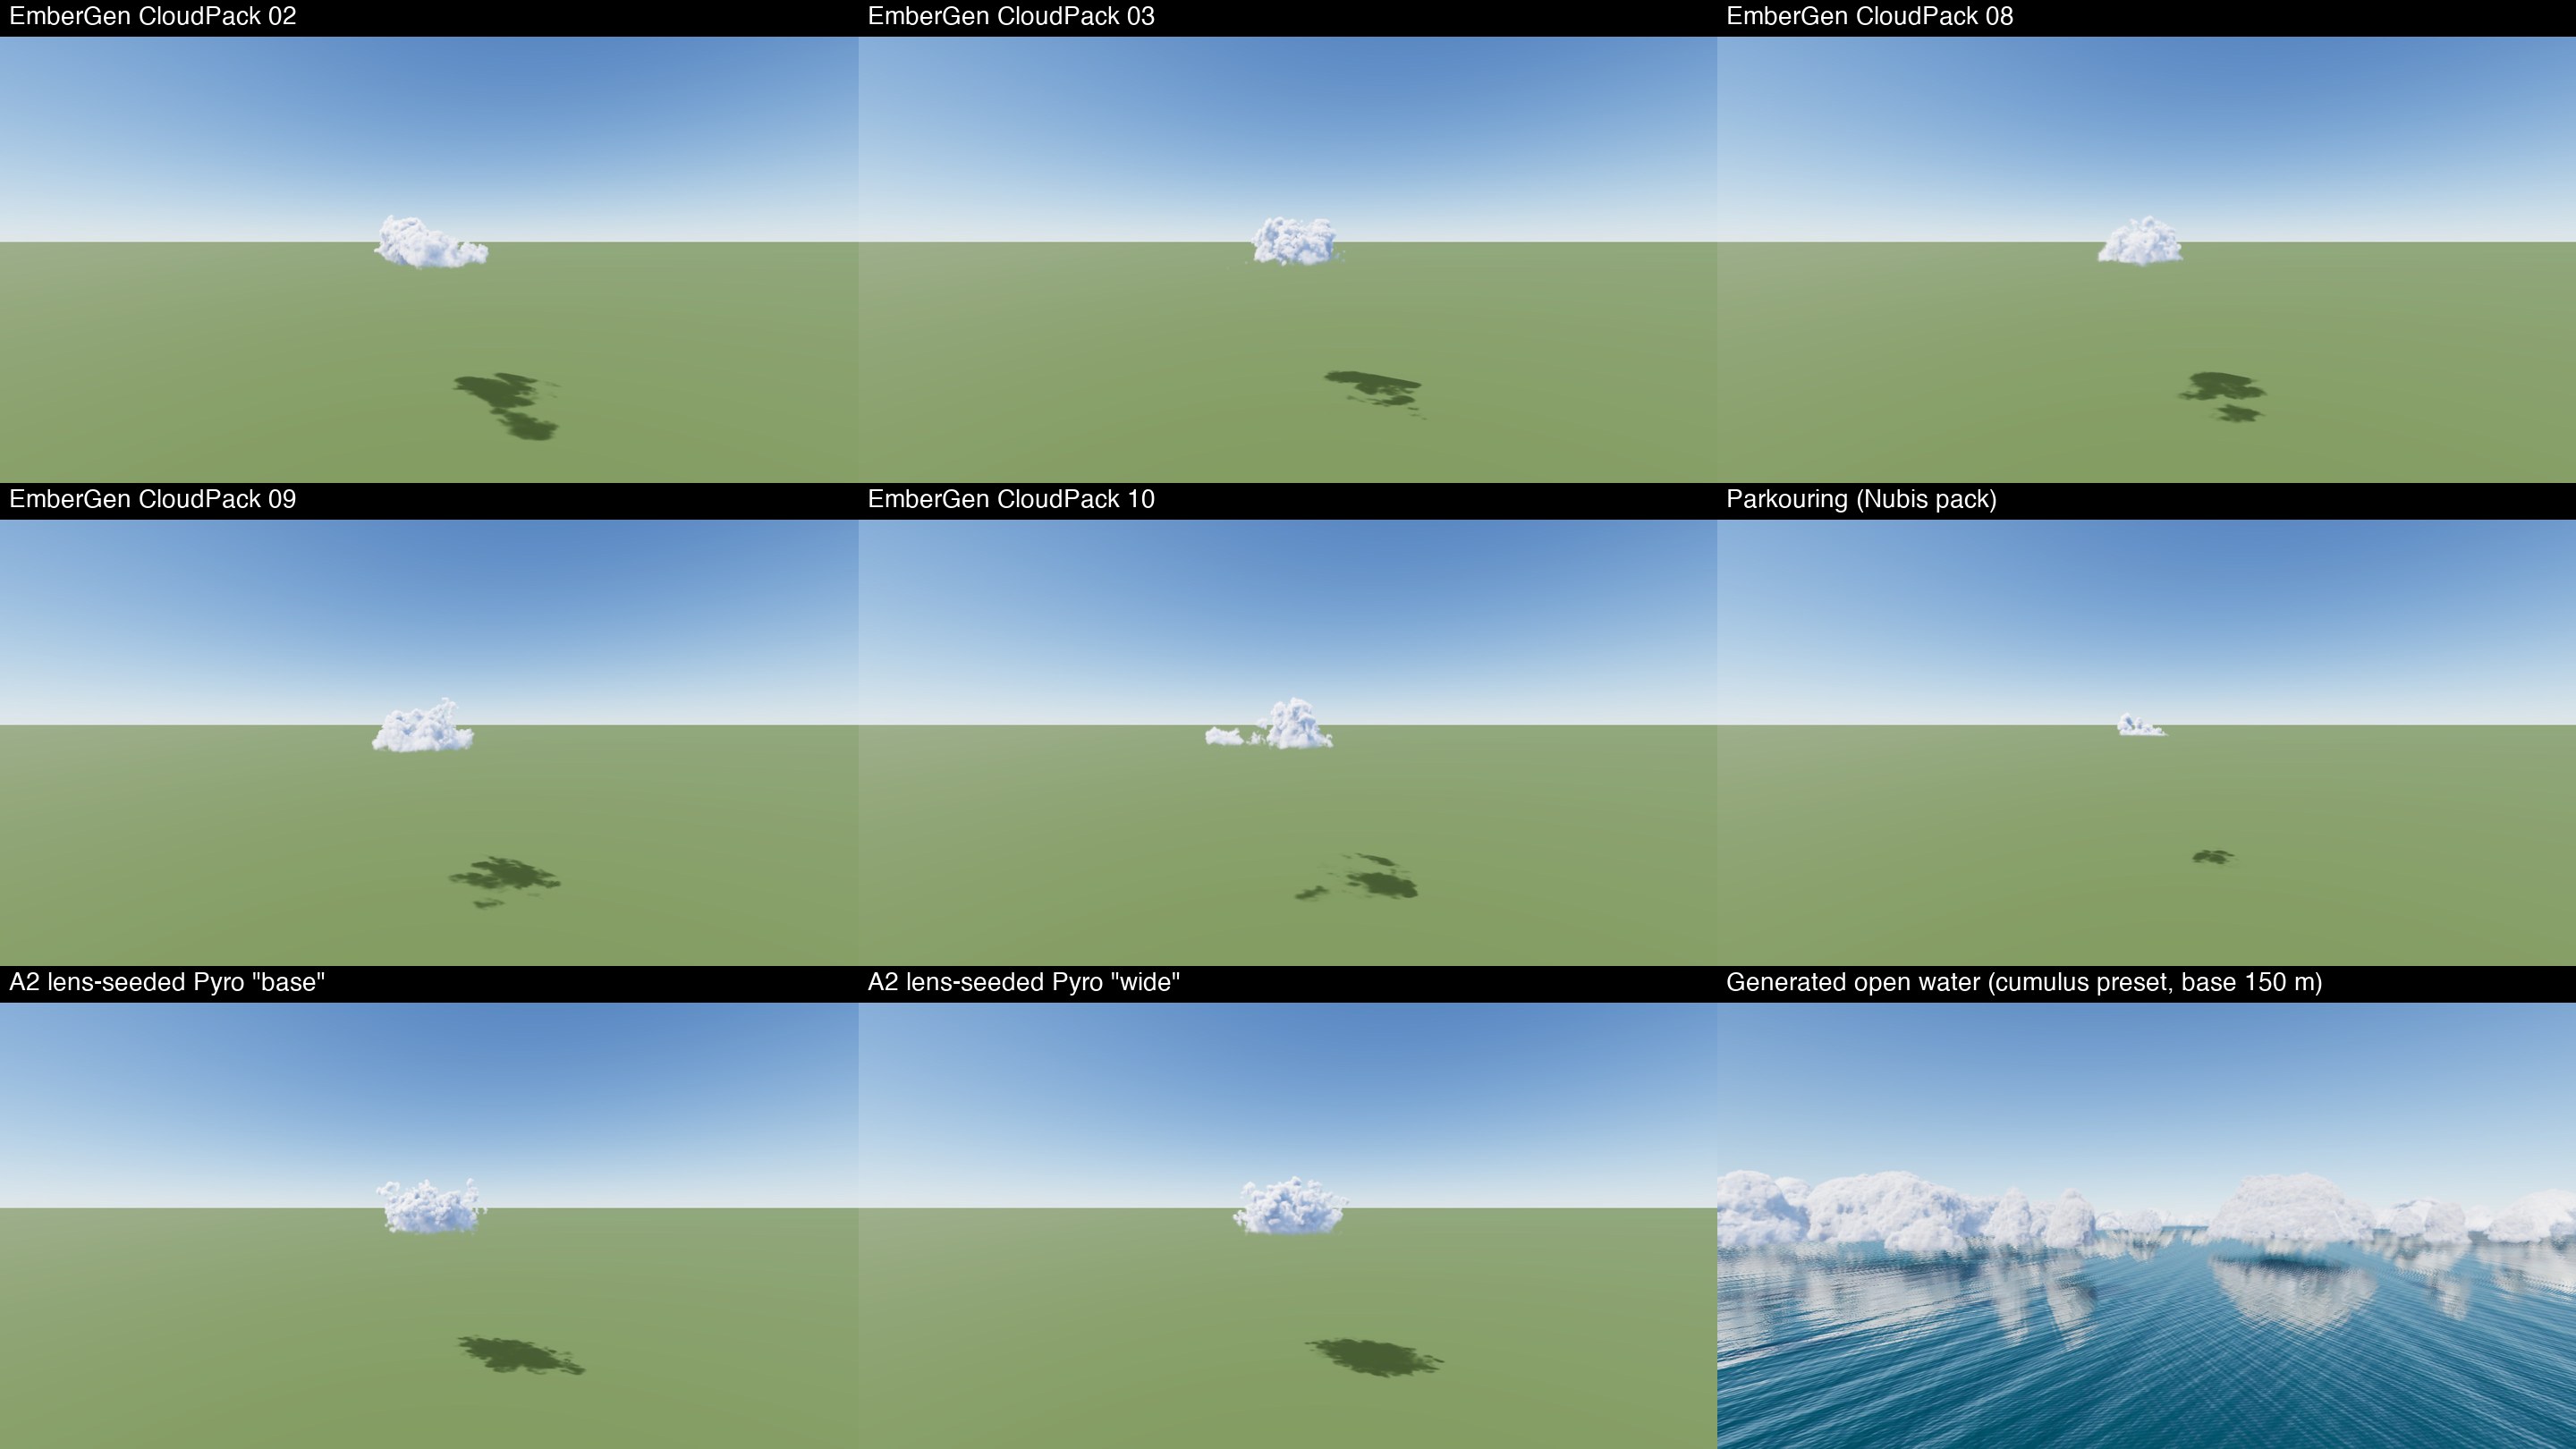 EmberGen CloudPack 02
EmberGen CloudPack 03
EmberGen CloudPack 08
EmberGen CloudPack 09
EmberGen CloudPack 10
Parkouring (Nubis pack)
A2 lens-seeded Pyro "base"
A2 lens-seeded Pyro "wide"
Generated open water (cumulus preset, base 150 m)